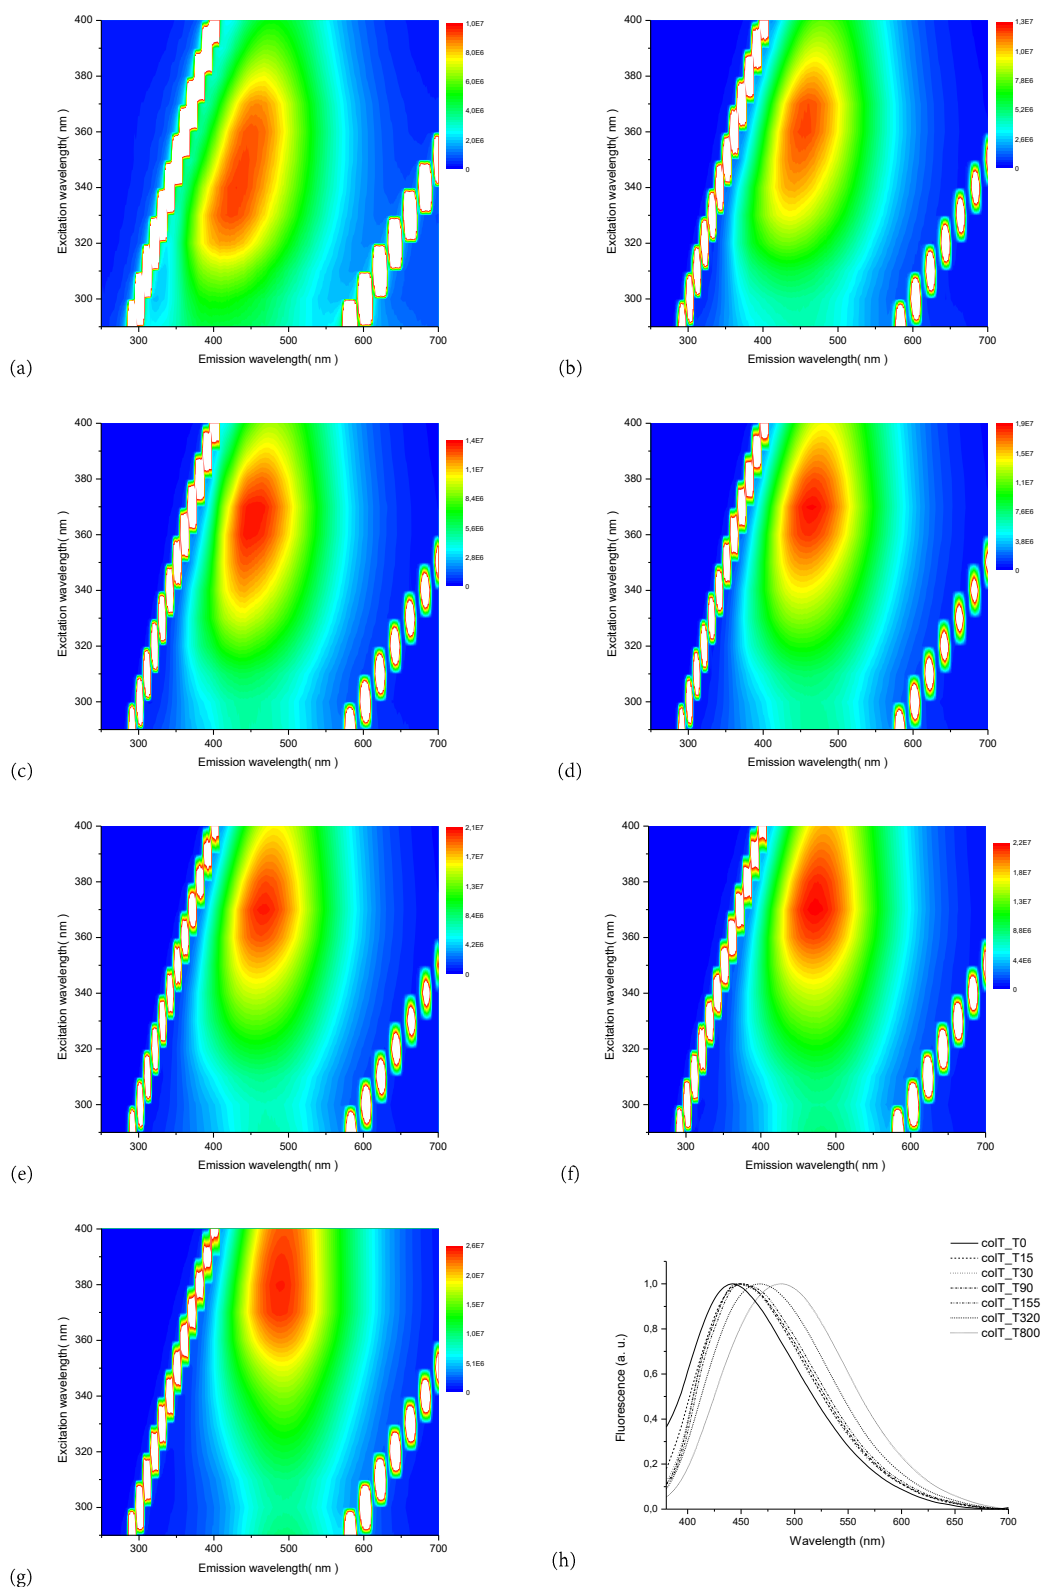 400
380
360
340
320
300
300
400
500
600
700
Excitation wavelength( nm )
Emission wavelength( nm )
1,0E7
8,0E6
6,0E6
4,0E6
2,0E6
0
(a)
400
380
360
340
320
300
300
400
500
600
700
Excitation wavelength( nm )
Emission wavelength( nm )
1,3E7
1,0E7
7,8E6
5,2E6
2,6E6
0
(b)
400
380
360
340
320
300
300
400
500
600
700
Excitation wavelength( nm )
Emission wavelength( nm )
1,4E7
1,1E7
8,4E6
5,6E6
2,8E6
0
(c)
400
380
360
340
320
300
300
400
500
600
700
Excitation wavelength( nm )
Emission wavelength( nm )
1,9E7
1,5E7
1,1E7
7,6E6
3,8E6
0
(d)
400
380
360
340
320
300
300
400
500
600
700
Excitation wavelength( nm )
Emission wavelength( nm )
2,1E7
1,7E7
1,3E7
8,4E6
4,2E6
0
(e)
400
380
360
340
320
300
300
400
500
600
700
Excitation wavelength( nm )
Emission wavelength( nm )
2,2E7
1,8E7
1,3E7
8,8E6
4,4E6
0
(f)
400
380
360
340
320
300
300
400
500
600
700
Excitation wavelength( nm )
Emission wavelength( nm )
2,6E7
2,0E7
1,5E7
1,0E7
5,1E6
0
(g)
colT_T0
colT_T15
colT_T30
colT_T90
colT_T155
colT_T320
colT_T800
1,0
0,8
0,6
0,4
0,2
0,0
400
450
500
550
600
650
700
Fluorescence (a. u.)
Wavelength (nm)
(h)